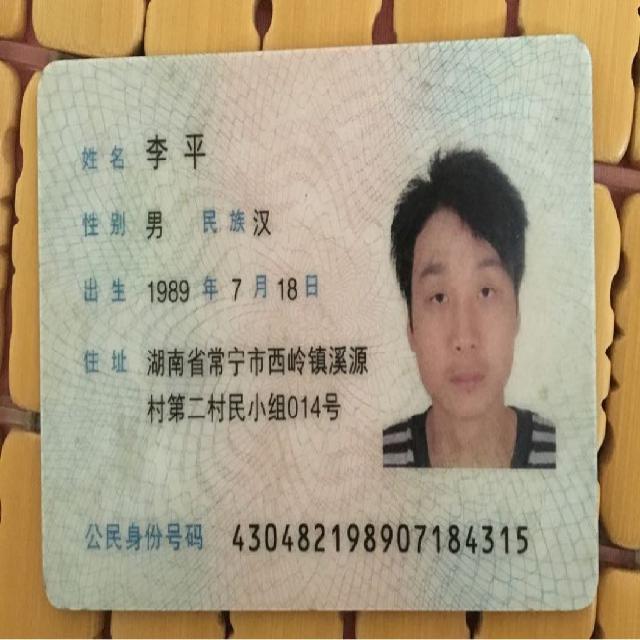 姓名 李平
性别 男 民族 汉
出生 1989 年 7 月 18 日
住址 湖南省常宁市西岭镇溪源
村第二村民小组014号
公民身份号码 430482198907184315